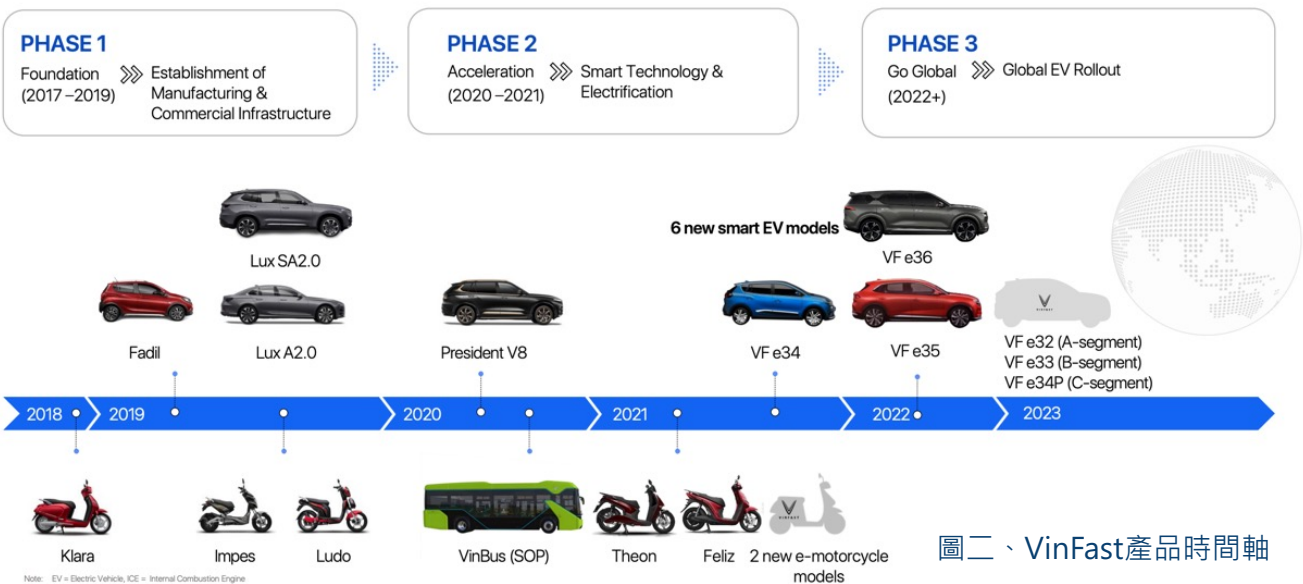 PHASE 1
Foundation
(2017 –2019)
Establishment of
Manufacturing &
Commercial Infrastructure
PHASE 2
Acceleration
(2020 –2021)
Smart Technology &
Electrification
PHASE 3
Go Global
(2022+)
Global EV Rollout
Lux SA2.0
6 new smart EV models
VF e36
Fadil
Lux A2.0
President V8
VF e34
VF e35
VINFAST
VF e32 (A-segment)
VF e33 (B-segment)
VF e34P (C-segment)
2018
2019
2020
2021
2022
2023
Klara
Impes
Ludo
VinBus (SOP)
Theon
Feliz
VINFAST
2 new e-motorcycle
models
圖二、VinFast產品時間軸
Note: EV = Electric Vehicle, ICE = Internal Combustion Engine